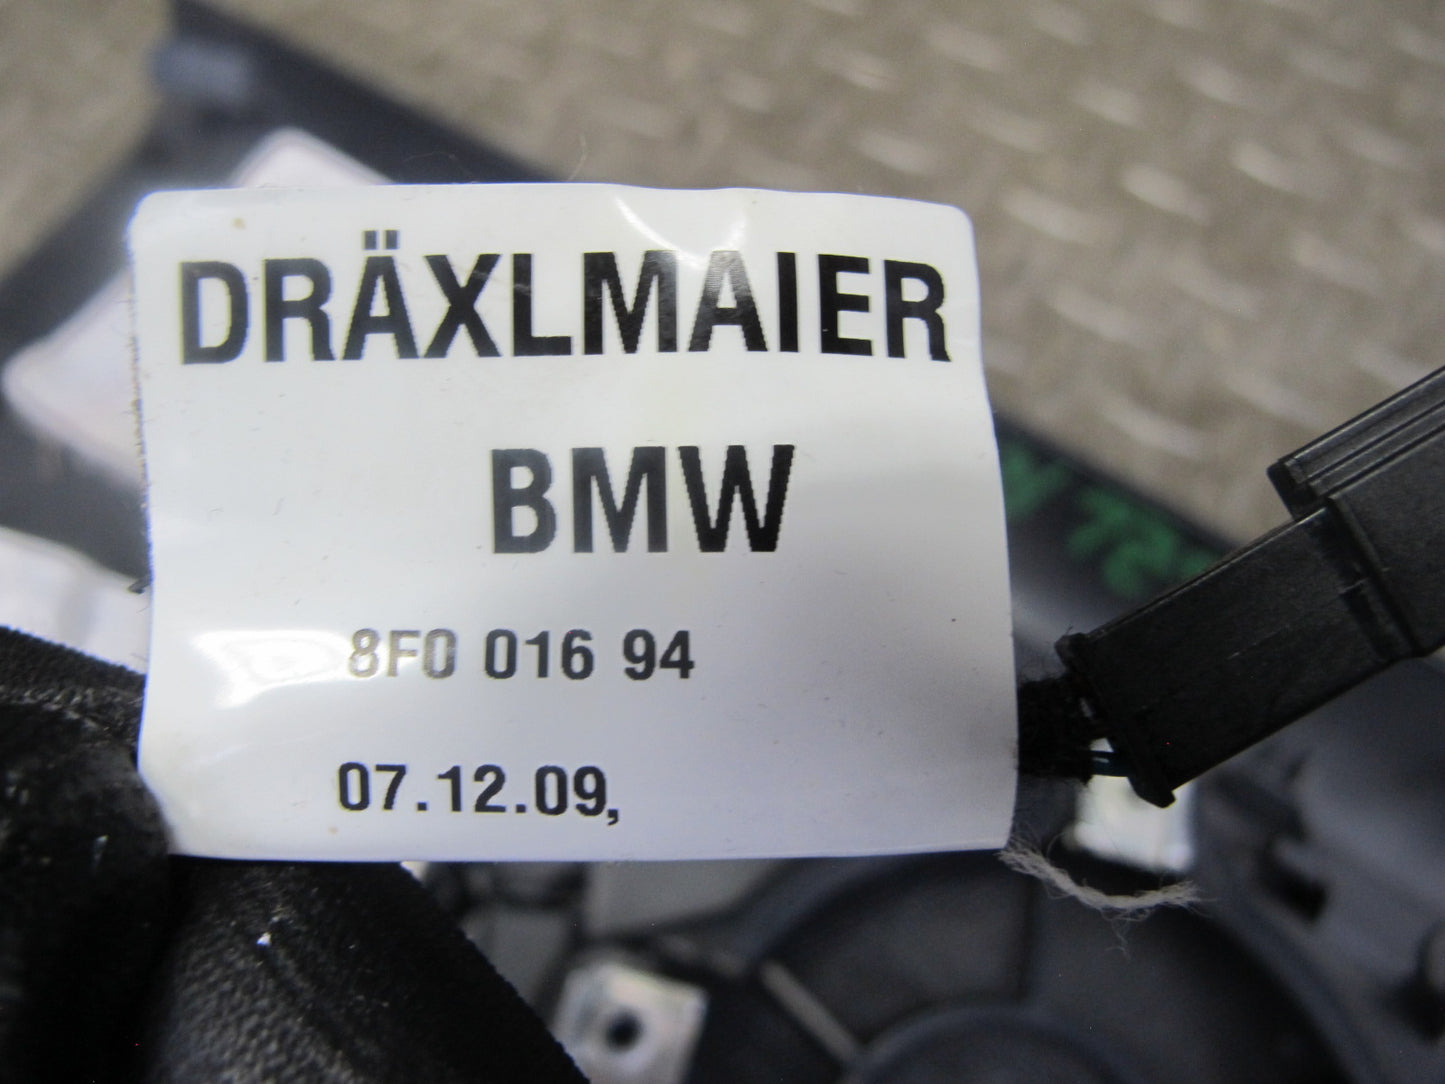 DRÄXLMAIER
BMW
8F0 016 94
07.12.09,